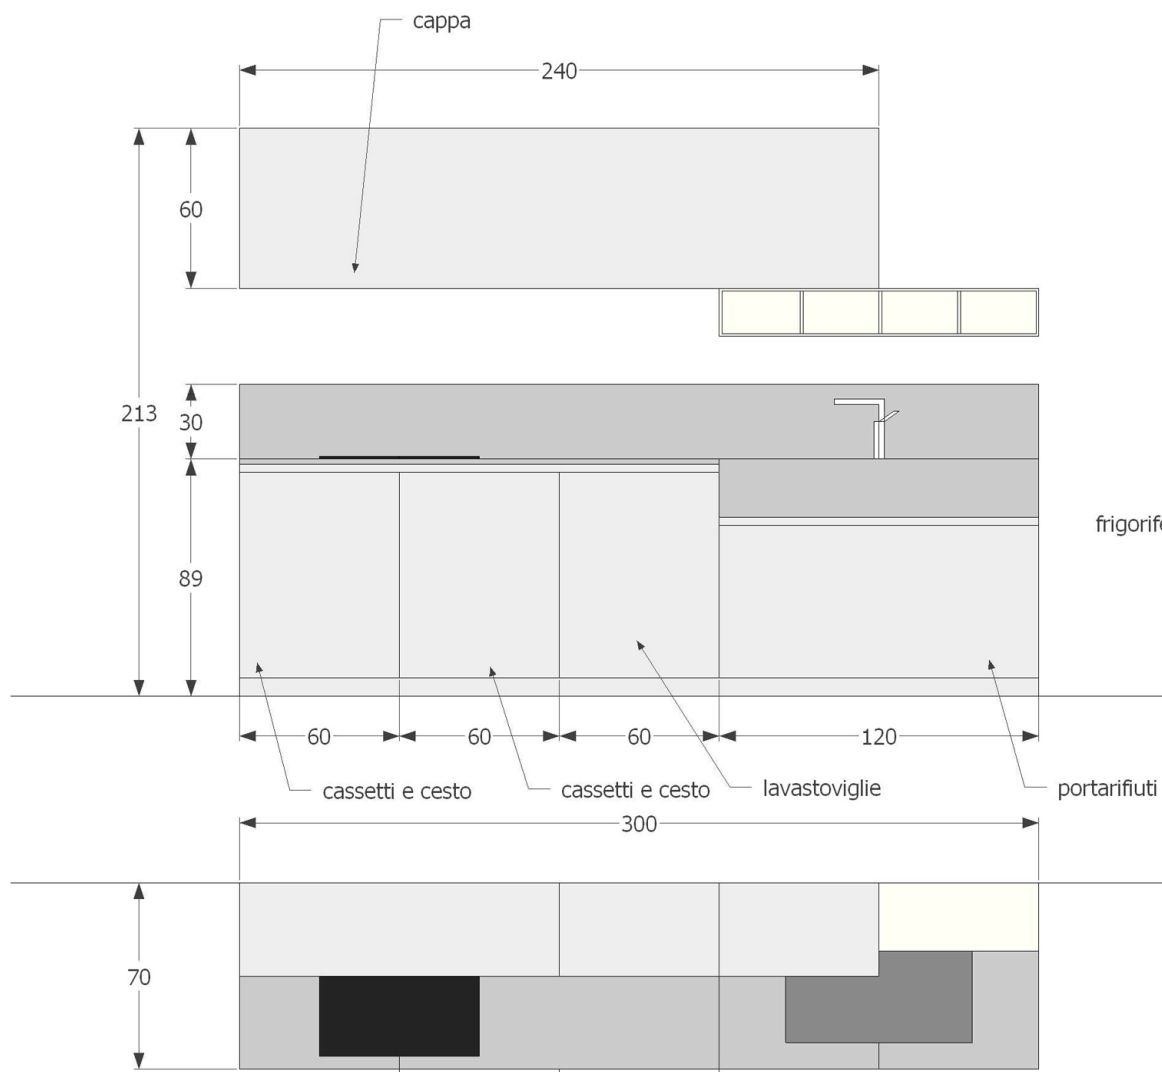 cappa
240
60
213
30
frigorife
89
60
60
60
120
cassetti e cesto
cassetti e cesto
lavastoviglie
portarifiuti
300
70